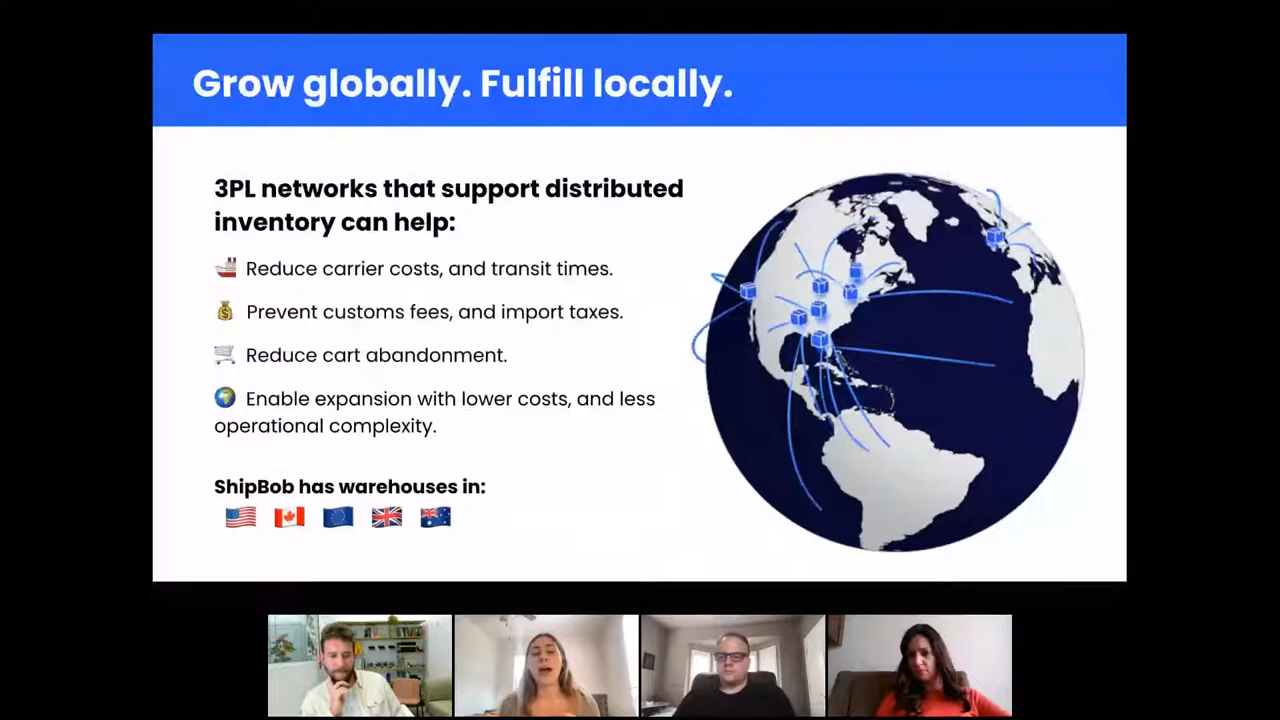 Grow globally. Fulfill locally.
3PL networks that support distributed
inventory can help:
Reduce carrier costs, and transit times.
Prevent customs fees, and import taxes.
Reduce cart abandonment.
Enable expansion with lower costs, and less
operational complexity.
ShipBob has warehouses in: